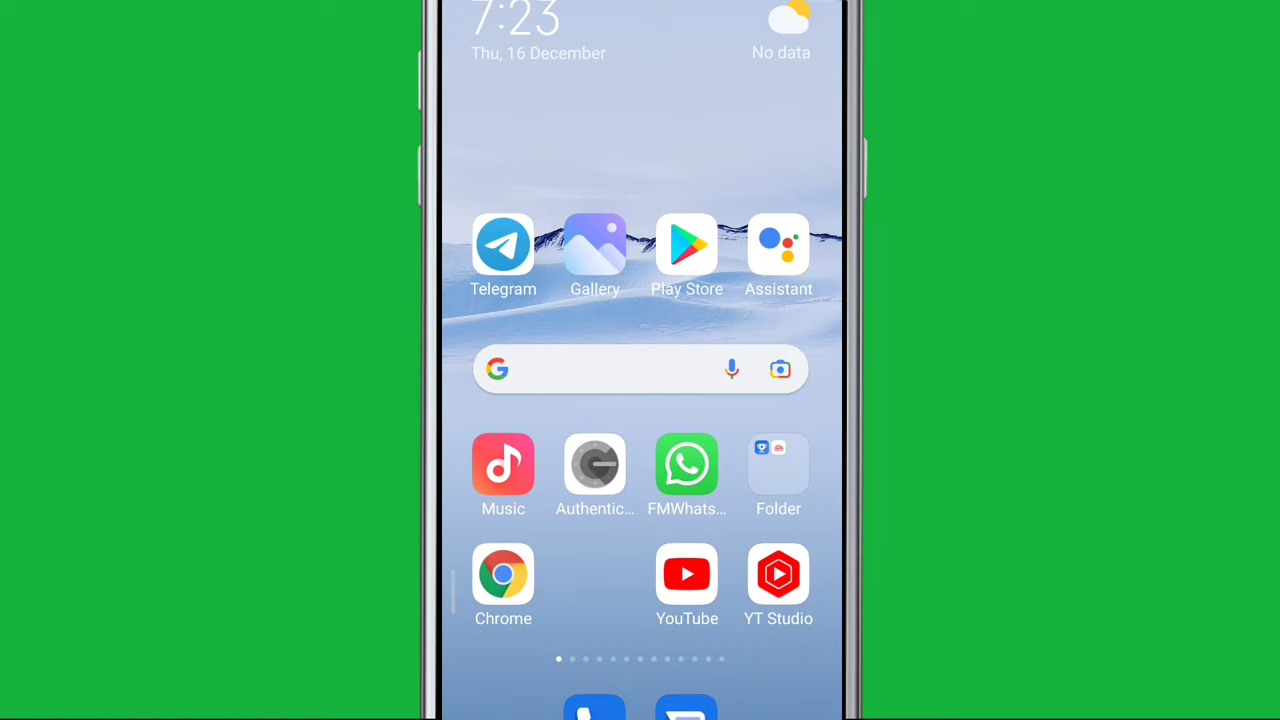 7:23
Thu, 16 December
No data
Telegram
Gallery
Play Store
Assistant
Music
Authentic...
FMWhats...
Folder
Chrome
YouTube
YT Studio